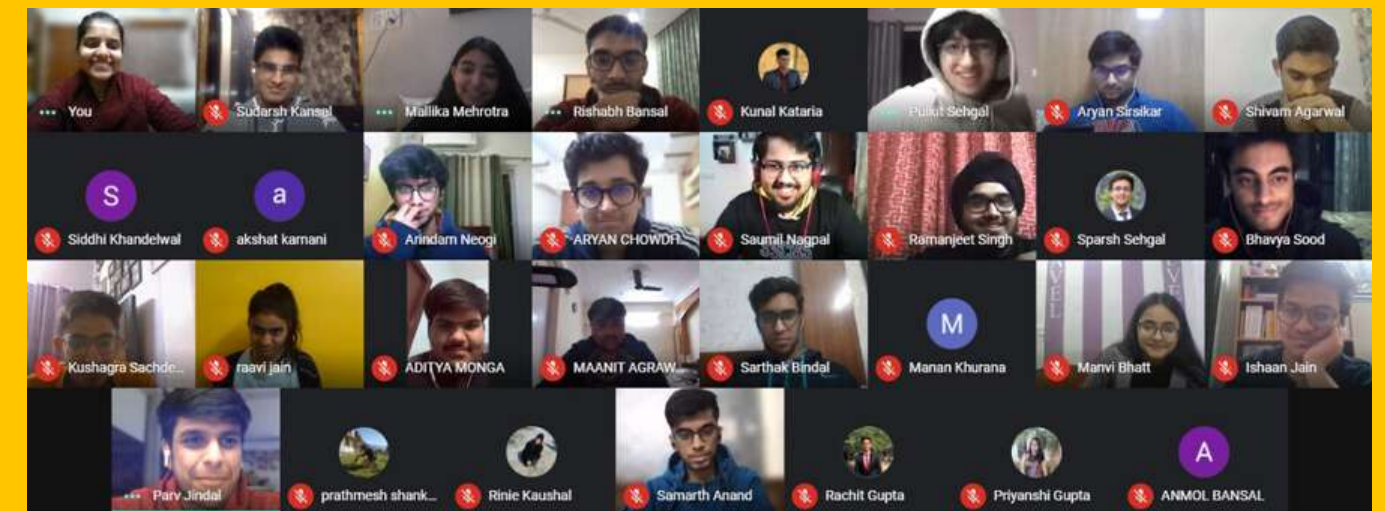 You
Sudarsh Kansal
Mallika Mehrotra
Rishabh Bansal
Kunal Kataria
Pulkit Sehgal
Aryan Sirsikar
Shivam Agarwal
S
Siddhi Khandelwal
a
akshat kamani
Arindam Neogi
ARYAN CHOWDH...
Saumil Nagpal
Ramanjeet Singh
Sparsh Sehgal
Bhavya Sood
Kushagra Sachde...
raavi jain
ADITYA MONGA
MAANIT AGRAW...
Sarthak Bindal
M
Manan Khurana
Manvi Bhatt
Ishaan Jain
Parv Jindal
prathmesh shank...
Rinie Kaushal
Samarth Anand
Rachit Gupta
Priyanshi Gupta
A
ANMOL BANSAL